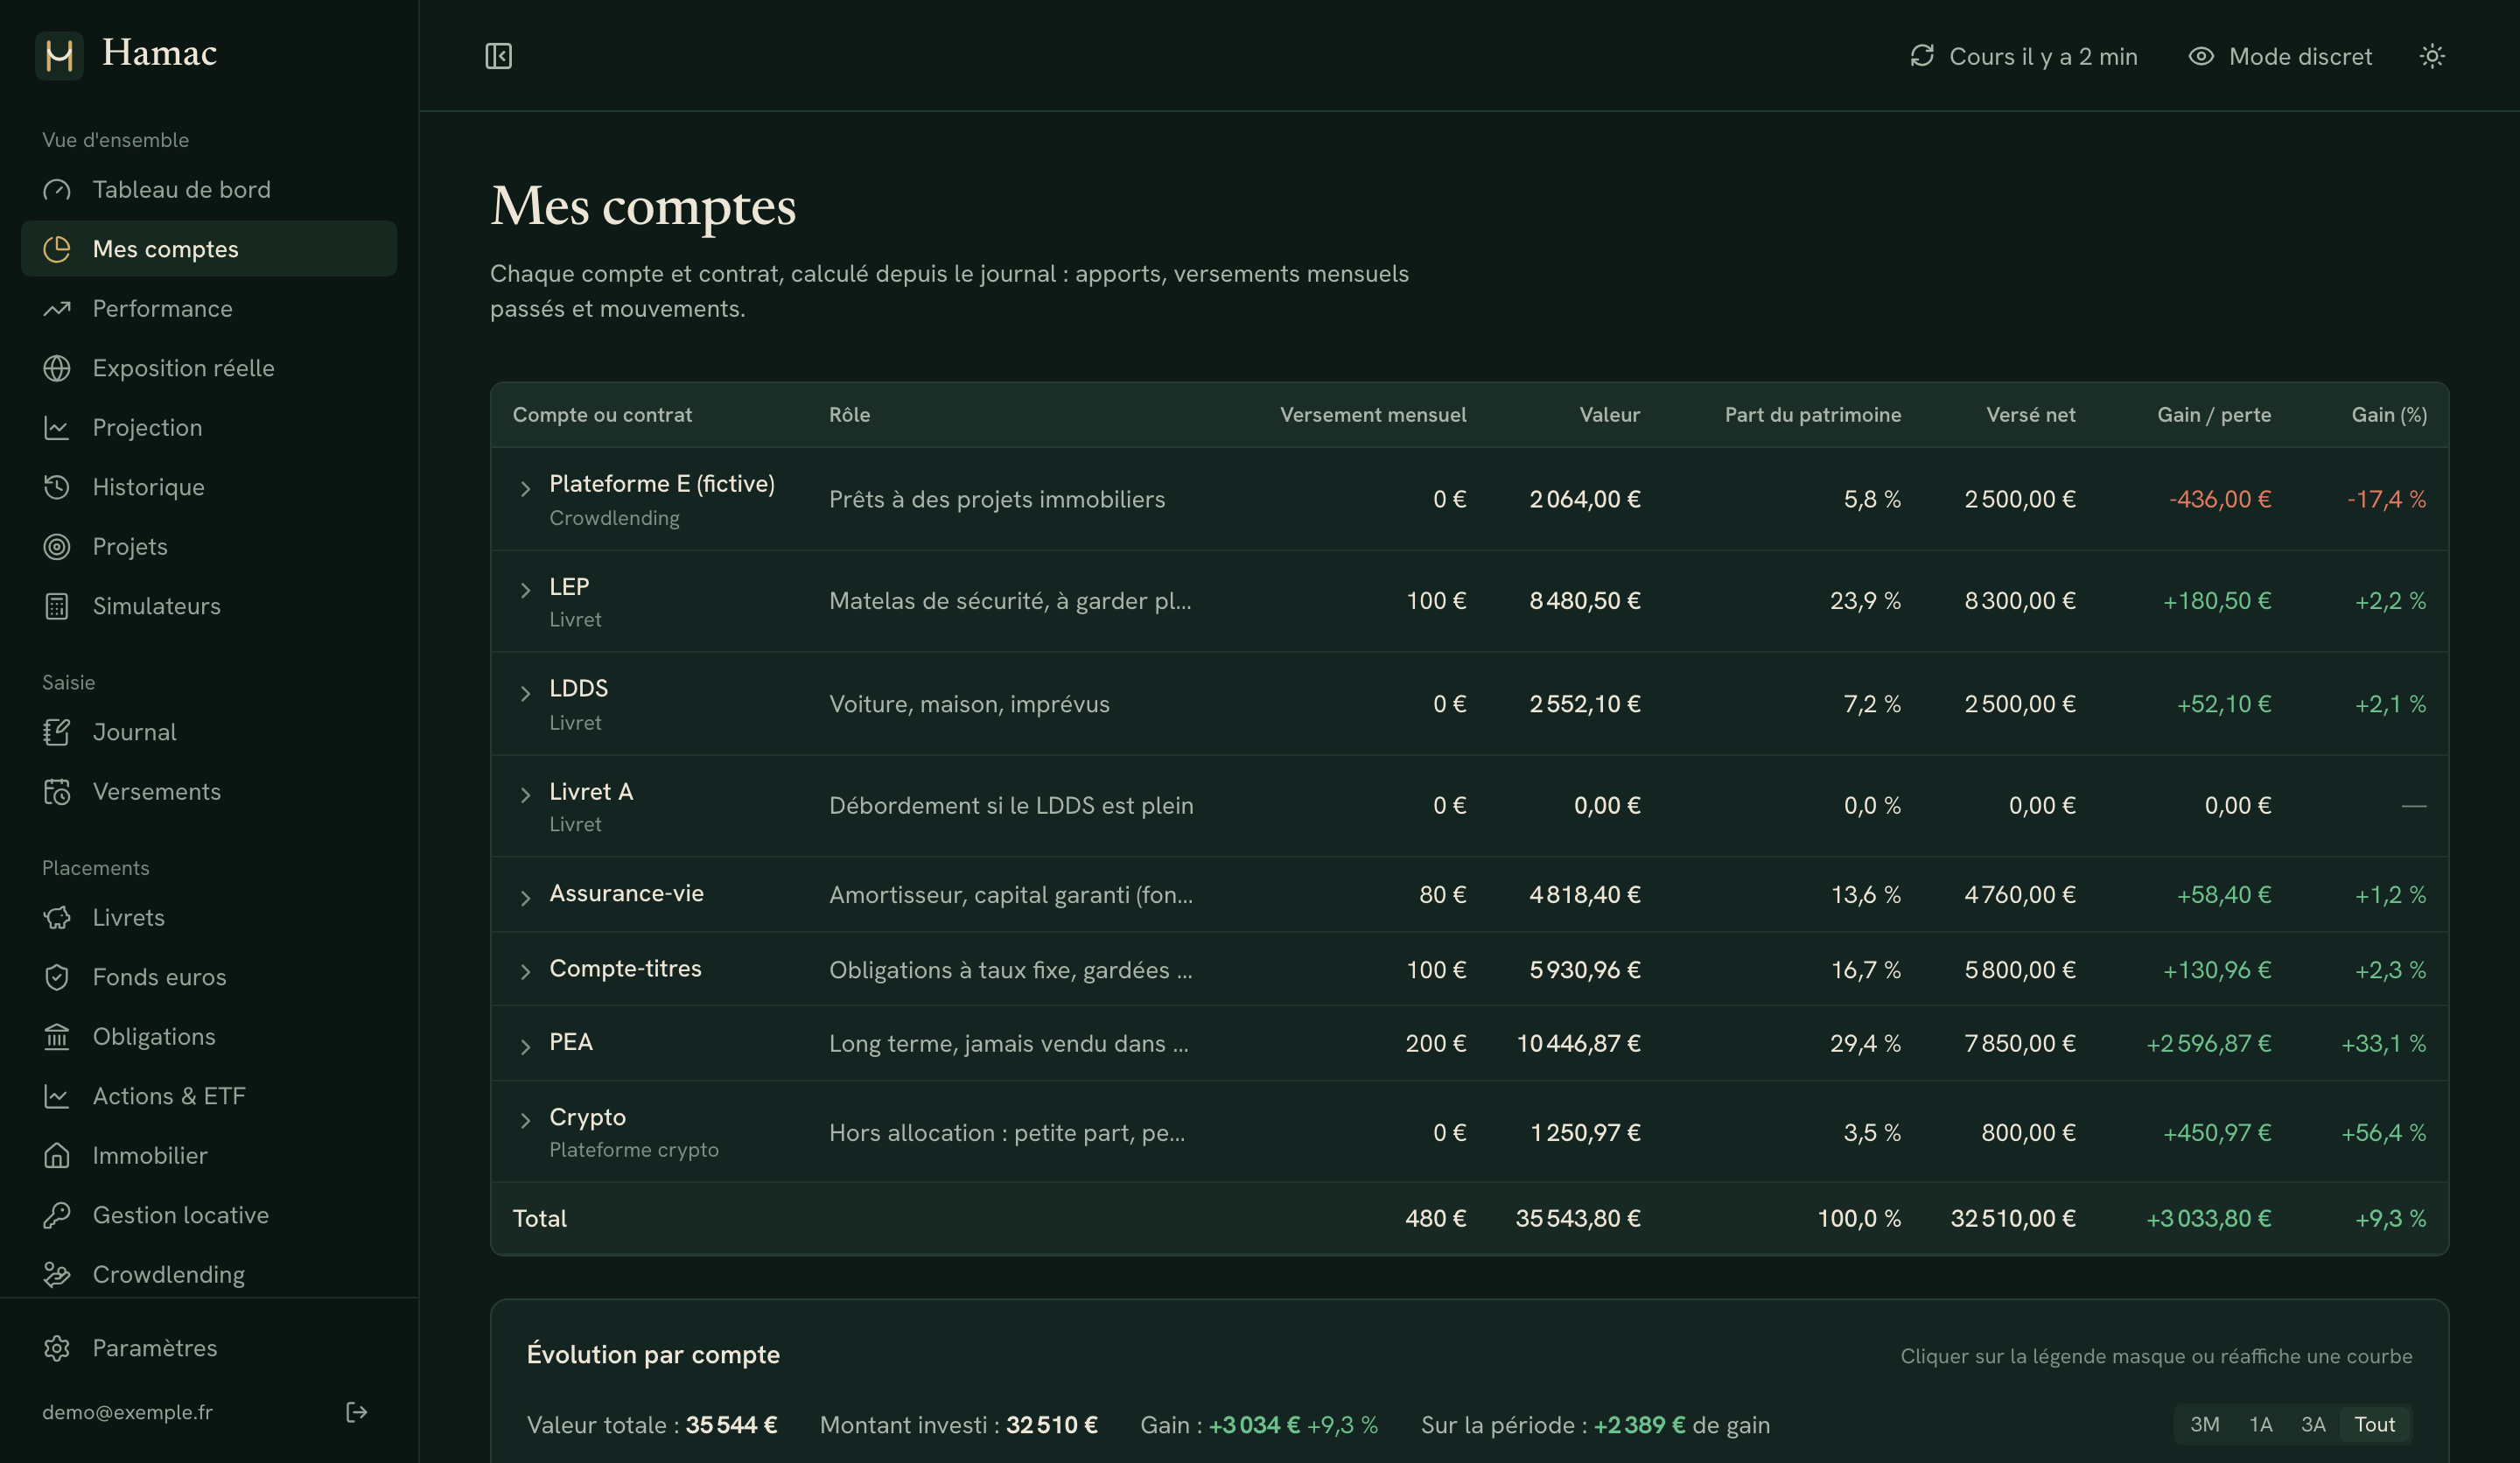 Hamac
Cours il y a 2 min
Mode discret
Vue d'ensemble
Tableau de bord
Mes comptes
Performance
Exposition réelle
Projection
Historique
Projets
Simulateurs
Saisie
Journal
Versements
Placements
Livrets
Fonds euros
Obligations
Actions & ETF
Immobilier
Gestion locative
Crowdlending
Paramètres
demo@exemple.fr
Mes comptes
Chaque compte et contrat, calculé depuis le journal : apports, versements mensuels
passés et mouvements.
Compte ou contrat Rôle Versement mensuel Valeur Part du patrimoine Versé net Gain / perte Gain (%)
Plateforme E (fictive) Prêts à des projets immobiliers 0 € 2 064,00 € 5,8 % 2 500,00 € -436,00 € -17,4 %
Crowdlending
LEP Matelas de sécurité, à garder pl... 100 € 8 480,50 € 23,9 % 8 300,00 € +180,50 € +2,2 %
Livret
LDDS Voiture, maison, imprévus 0 € 2 552,10 € 7,2 % 2 500,00 € +52,10 € +2,1 %
Livret
Livret A Débordement si le LDDS est plein 0 € 0,00 € 0,0 % 0,00 € 0,00 € —
Livret
Assurance-vie Amortisseur, capital garanti (fon... 80 € 4 818,40 € 13,6 % 4 760,00 € +58,40 € +1,2 %
Compte-titres Obligations à taux fixe, gardées ... 100 € 5 930,96 € 16,7 % 5 800,00 € +130,96 € +2,3 %
PEA Long terme, jamais vendu dans ... 200 € 10 446,87 € 29,4 % 7 850,00 € +2 596,87 € +33,1 %
Crypto Hors allocation : petite part, pe... 0 € 1 250,97 € 3,5 % 800,00 € +450,97 € +56,4 %
Plateforme crypto
Total 480 € 35 543,80 € 100,0 % 32 510,00 € +3 033,80 € +9,3 %
Évolution par compte
Cliquer sur la légende masque ou réaffiche une courbe
Valeur totale : 35 544 € Montant investi : 32 510 € Gain : +3 034 € +9,3 % Sur la période : +2 389 € de gain
3M 1A 3A Tout